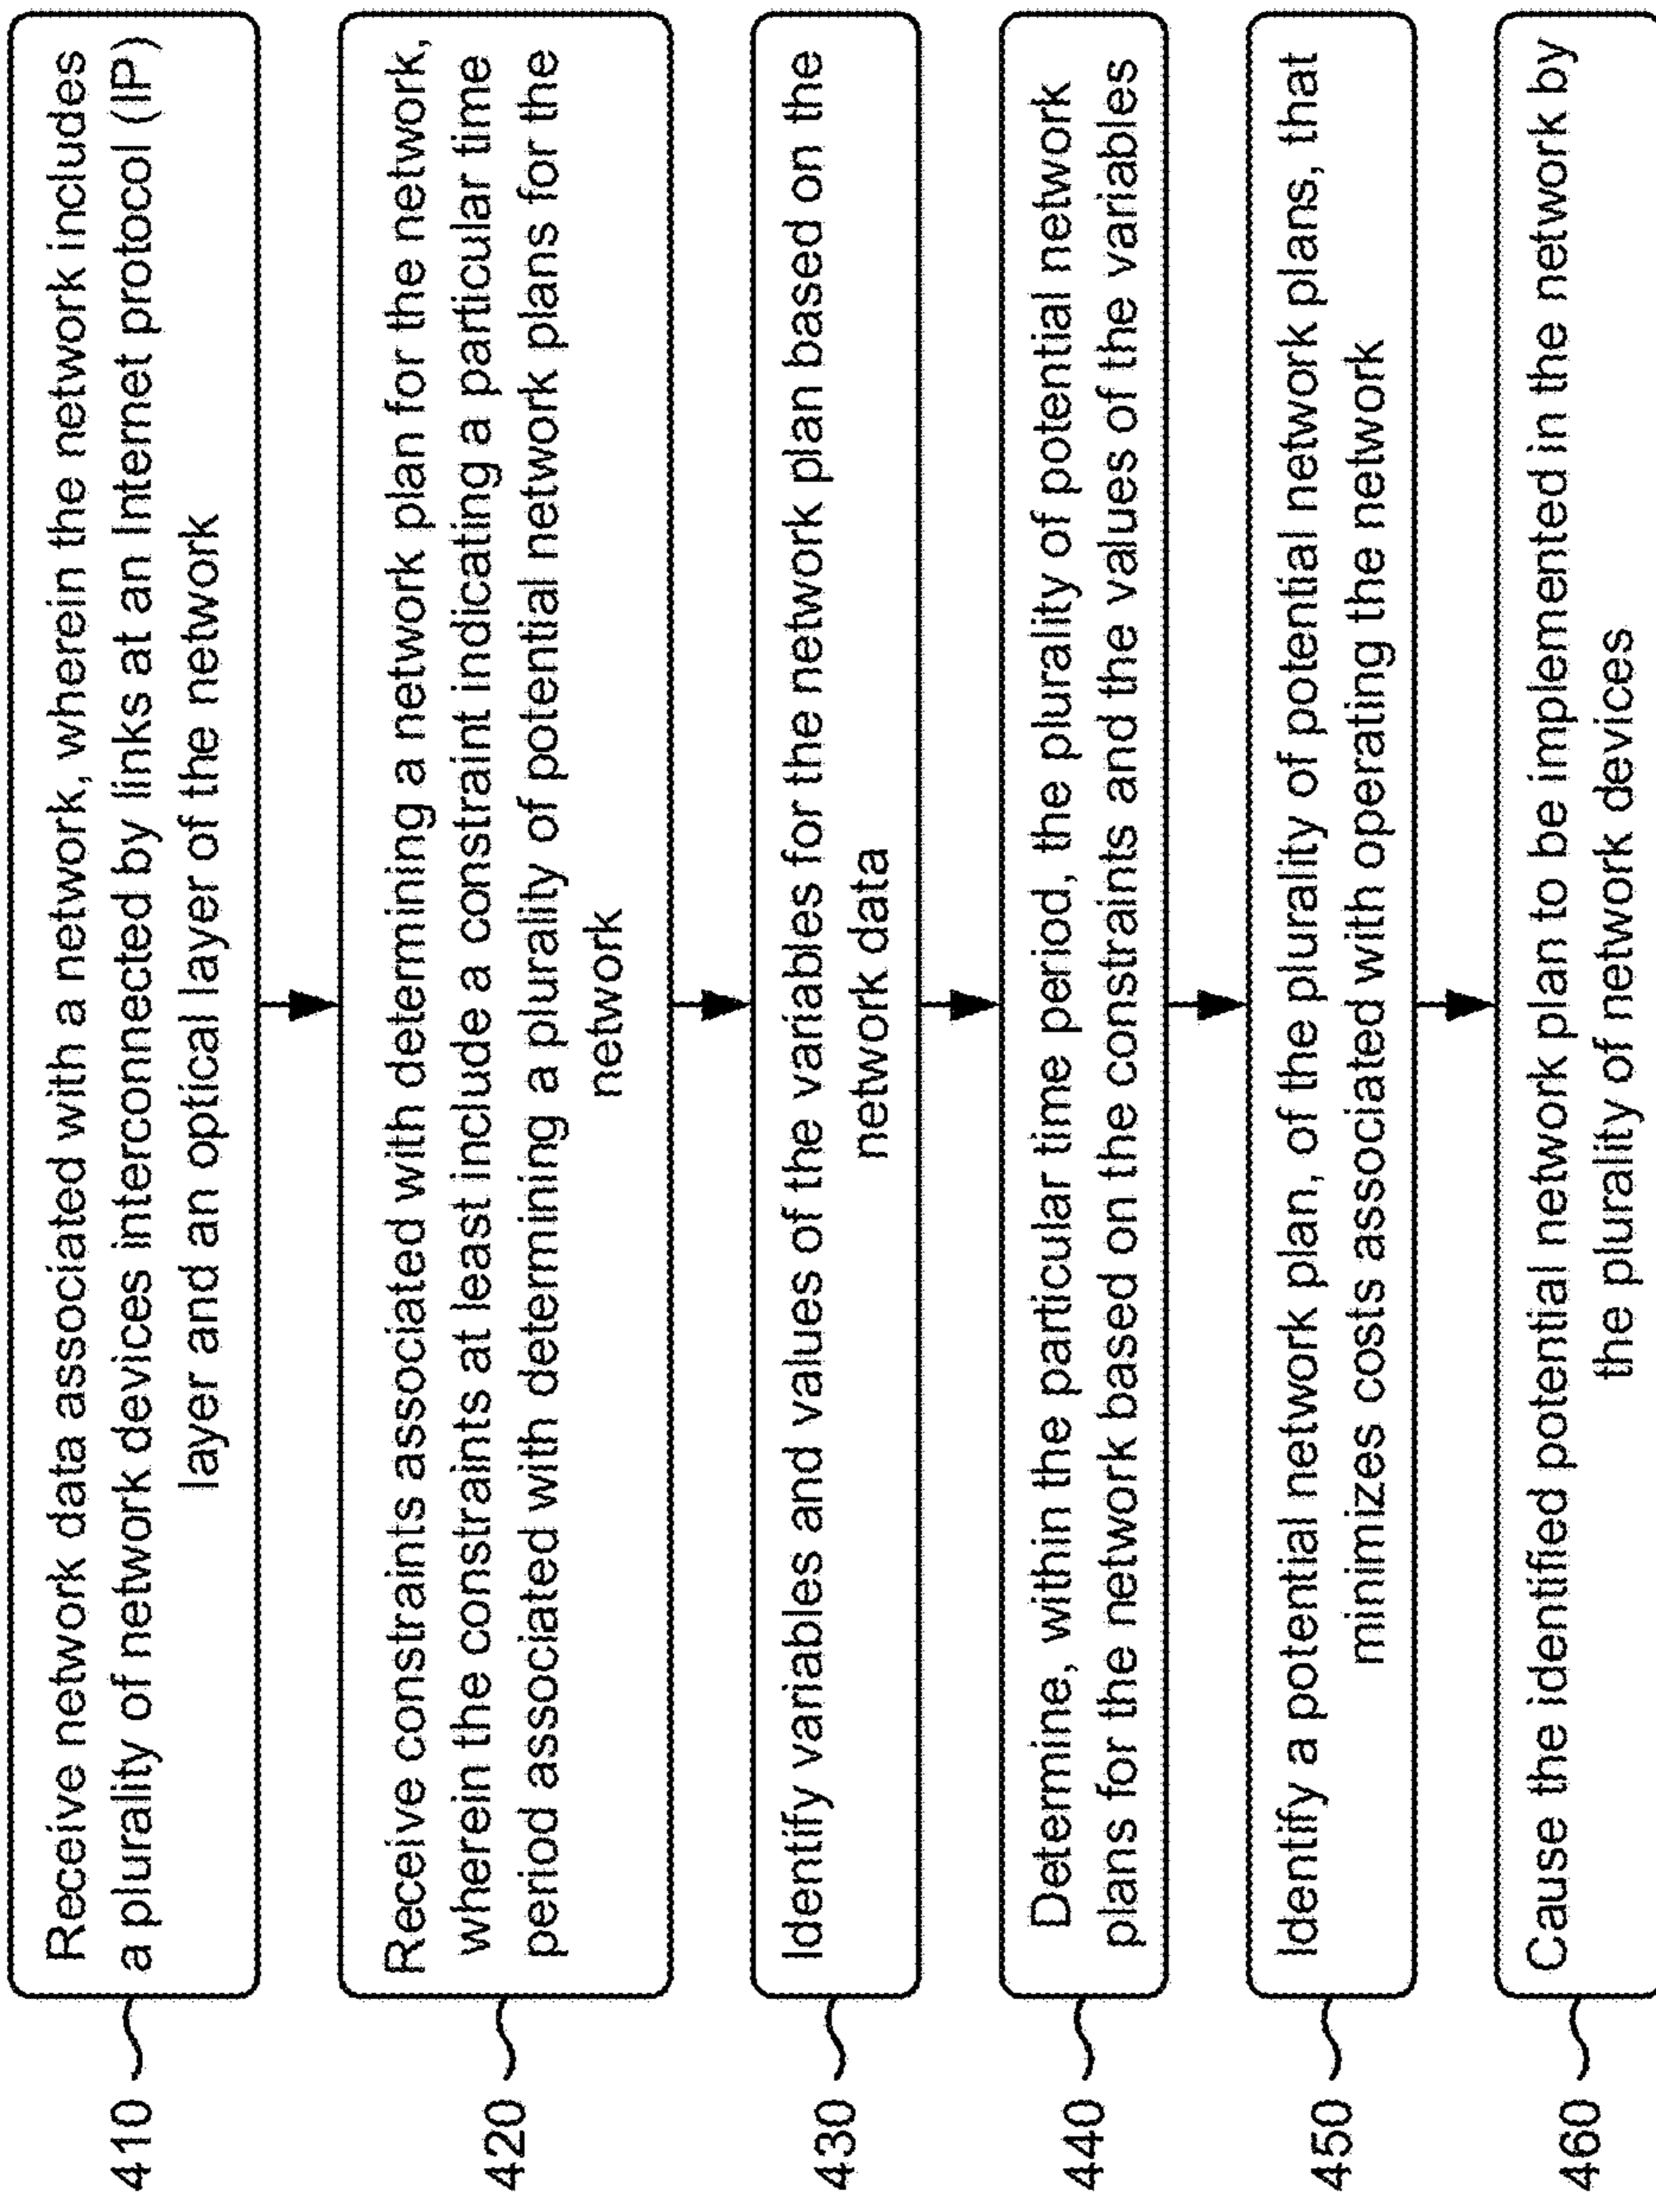 410
Receive network data associated with a network, wherein the network includes
a plurality of network devices interconnected by links at an Internet protocol (IP)
layer and an optical layer of the network
420
Receive constraints associated with determining a network plan for the network,
wherein the constraints at least include a constraint indicating a particular time
period associated with determining a plurality of potential network plans for the
network
430
Identify variables and values of the variables for the network plan based on the
network data
440
Determine, within the particular time period, the plurality of potential network
plans for the network based on the constraints and the values of the variables
450
Identify a potential network plan, of the plurality of potential network plans, that
minimizes costs associated with operating the network
460
Cause the identified potential network plan to be implemented in the network by
the plurality of network devices